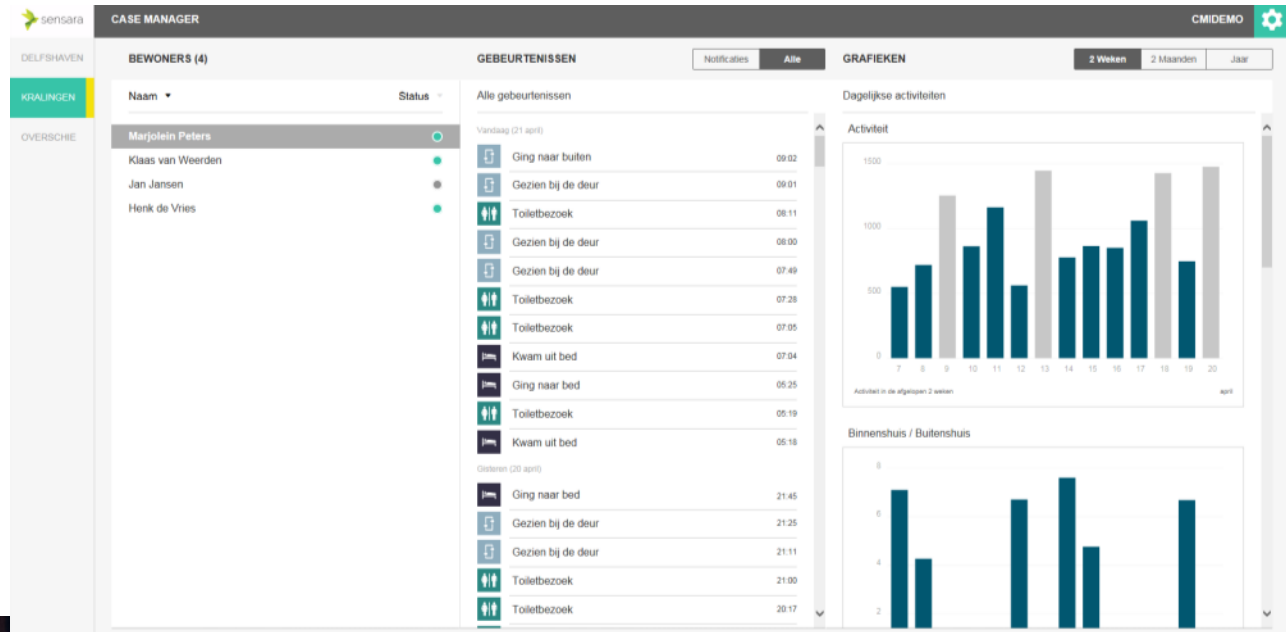 sensara
CASE MANAGER
CMIDEMO
DELFSHAVEN
KRALINGEN
OVERSCHIE
BEWONERS (4)
Naam
Status
Marjolein Peters
Klaas van Weerden
Jan Jansen
Henk de Vries
GEBEURTENISSEN
Notificaties
Alle
Alle gebeurtenissen
Vandaag (21 april)
Ging naar buiten 09:02
Gezien bij de deur 09:01
Toiletbezoek 08:11
Gezien bij de deur 08:00
Gezien bij de deur 07:49
Toiletbezoek 07:28
Toiletbezoek 07:05
Kwam uit bed 07:04
Ging naar bed 05:25
Toiletbezoek 05:19
Kwam uit bed 05:18
Gisteren (20 april)
Ging naar bed 21:45
Gezien bij de deur 21:25
Gezien bij de deur 21:11
Toiletbezoek 21:00
Toiletbezoek 20:17
GRAFIEKEN
2 Weken
2 Maanden
Jaar
Dagelijkse activiteiten
Activiteit
1500
1000
500
0
7 8 9 10 11 12 13 14 15 16 17 18 19 20
Activiteit in de afgelopen 2 weken
april
Binnenshuis / Buitenshuis
8
6
4
2